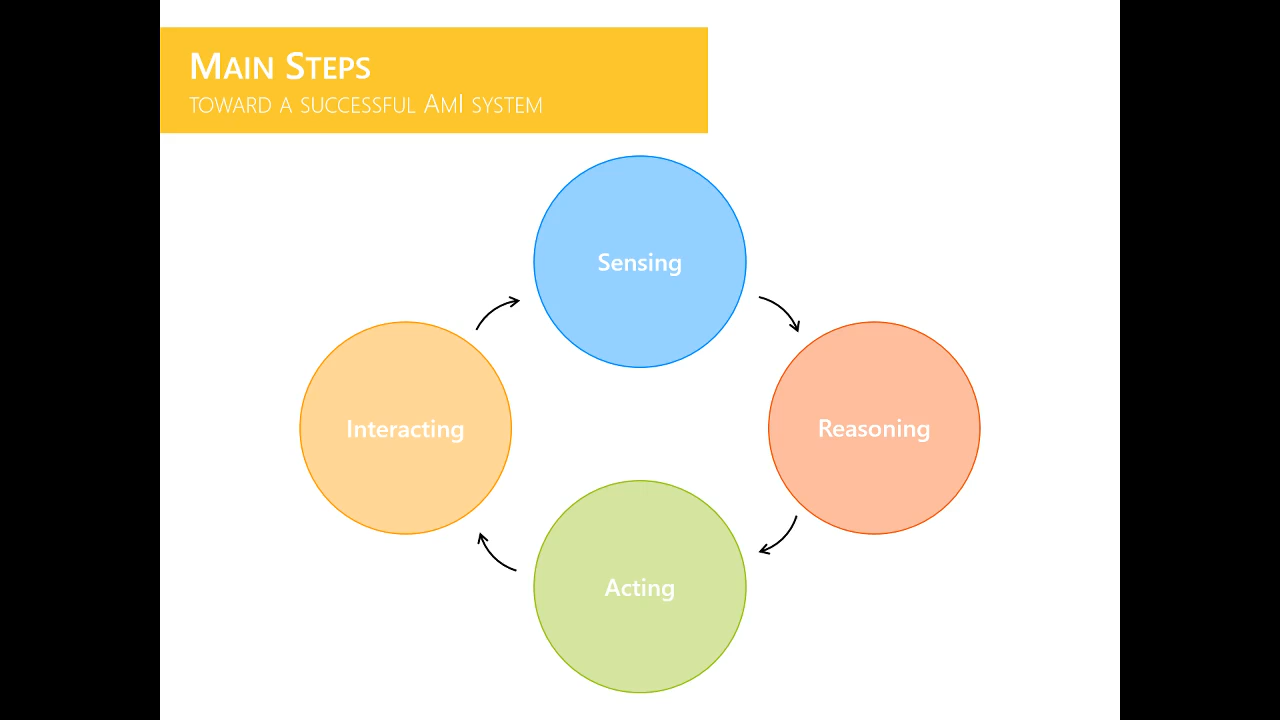 Main Steps
toward a successful AmI system
Sensing
Interacting
Reasoning
Acting